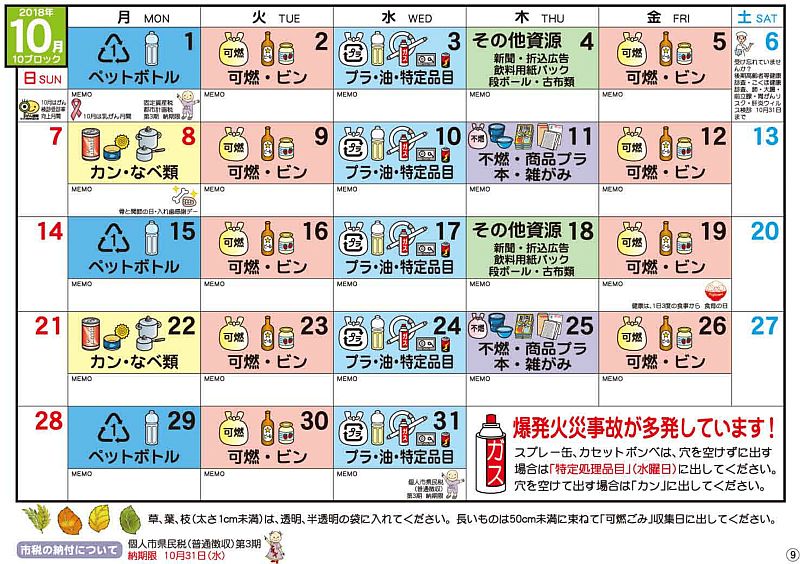 2018年
10月
10ブロック
月 MON
火 TUE
水 WED
木 THU
金 FRI
土 SAT
日 SUN
1
ペットボトル
MEMO
10月は乳がん月間
固定資産税
都市計画税
第3期 納期限
2
可燃
可燃・ビン
MEMO
3
プラ
プラ・油・特定品目
MEMO
その他資源 4
新聞・折込広告
飲料用紙パック
段ボール・古布類
MEMO
5
可燃
可燃・ビン
MEMO
6
受け忘れていませ
んか?
後期高齢者等健康
診査・こくほ健康
診査、肺・大腸・
前立腺・胃がんリ
スク・肝炎ウィルス
検診 10月31日
まで
10月はがん
検診受診率
向上月間
7
8
カン・なべ類
MEMO
骨と関節の日・入れ歯感謝デー
9
可燃
可燃・ビン
MEMO
10
プラ
プラ・油・特定品目
MEMO
11
不燃
不燃・商品プラ
本・雑がみ
MEMO
12
可燃
可燃・ビン
MEMO
13
14
15
ペットボトル
MEMO
16
可燃
可燃・ビン
MEMO
17
プラ
プラ・油・特定品目
MEMO
その他資源 18
新聞・折込広告
飲料用紙パック
段ボール・古布類
MEMO
19
可燃
可燃・ビン
MEMO
健康は、1日3度の食事から 食育の日
20
21
22
カン・なべ類
MEMO
23
可燃
可燃・ビン
MEMO
24
プラ
プラ・油・特定品目
MEMO
25
不燃
不燃・商品プラ
本・雑がみ
MEMO
26
可燃
可燃・ビン
MEMO
27
28
29
ペットボトル
MEMO
30
可燃
可燃・ビン
MEMO
31
プラ
プラ・油・特定品目
MEMO
個人市県民税
(普通徴収)
第3期 納期限
ガス
爆発火災事故が多発しています!
スプレー缶、カセットボンベは、穴を空けずに出す
場合は「特定処理品目」(水曜日)に出してください。
穴を空けて出す場合は「カン」に出してください。
草、葉、枝(太さ1cm未満)は、透明、半透明の袋に入れてください。長いものは50cm未満に束ねて「可燃ごみ」収集日に出してください。
市税の納付について
個人市県民税(普通徴収)第3期
納期限 10月31日(水)
9